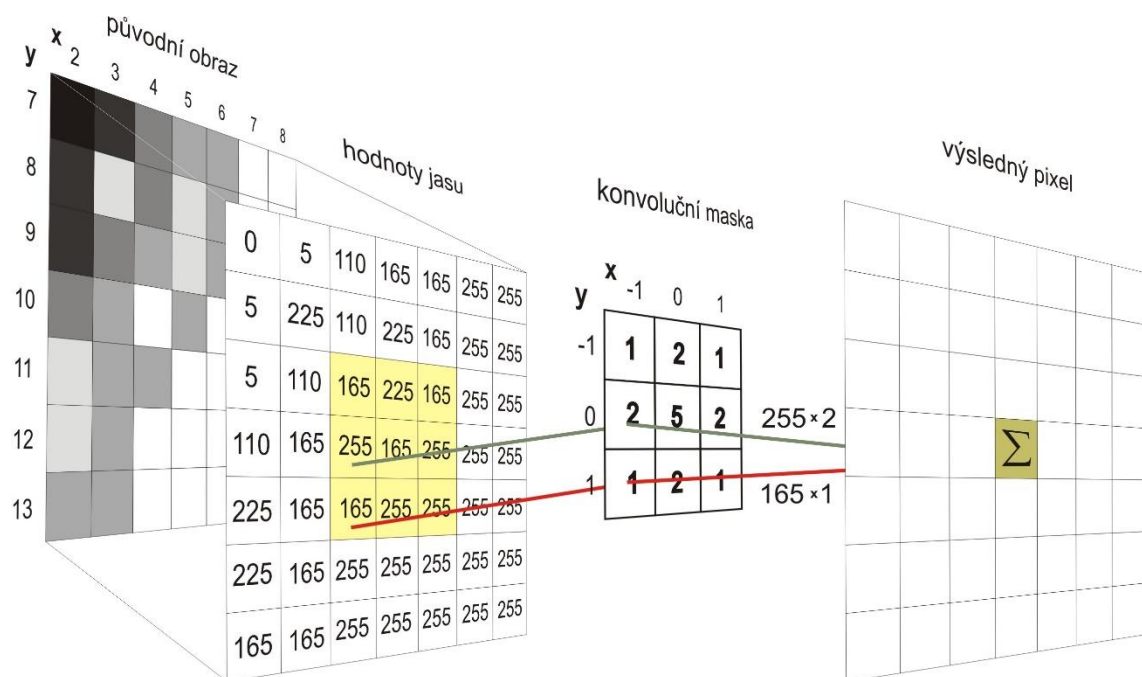 původní obraz
x
2 3 4 5 6 7 8
y
7
8
9
10
11
12
13
hodnoty jasu
0 5 110 165 165 255 255
5 225 110 225 165 255 255
5 110 165 225 165 255 255
110 165 255 165 255 255 255
225 165 165 255 255 255 255
225 165 255 255 255 255 255
165 165 255 255 255 255 255
konvoluční maska
x
-1 0 1
y
-1 1 2 1
0 2 5 2
1 1 2 1
255×2
165×1
výsledný pixel
Σ